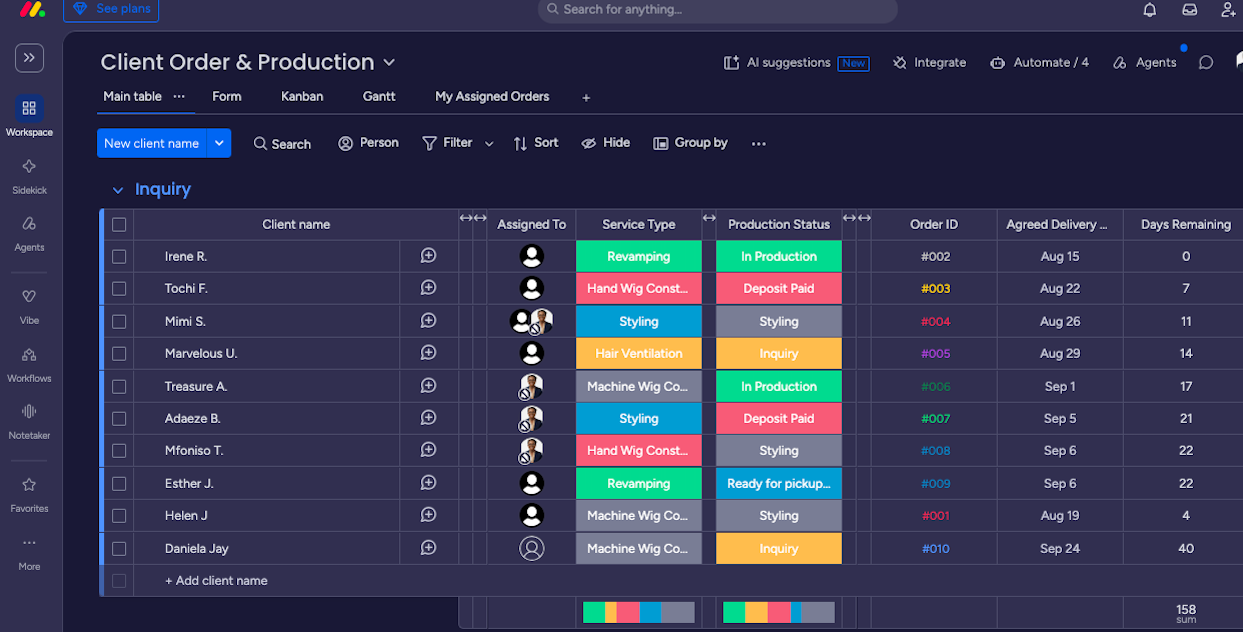 See plans
Search for anything...
Client Order & Production
AI suggestions New Integrate Automate / 4 Agents
Main table ... Form Kanban Gantt My Assigned Orders +
New client name Search Person Filter Sort Hide Group by ...
Workspace
Sidekick
Agents
Vibe
Workflows
Notetaker
Favorites
More
Inquiry
Client name Assigned To Service Type Production Status Order ID Agreed Delivery ... Days Remaining
Irene R. Revamping In Production #002 Aug 15 0
Tochi F. Hand Wig Const... Deposit Paid #003 Aug 22 7
Mimi S. Styling Styling #004 Aug 26 11
Marvelous U. Hair Ventilation Inquiry #005 Aug 29 14
Treasure A. Machine Wig Co... In Production #006 Sep 1 17
Adaeze B. Styling Deposit Paid #007 Sep 5 21
Mfoniso T. Hand Wig Const... Styling #008 Sep 6 22
Esther J. Revamping Ready for pickup... #009 Sep 6 22
Helen J Machine Wig Co... Styling #001 Aug 19 4
Daniela Jay Machine Wig Co... Inquiry #010 Sep 24 40
+ Add client name
158
sum